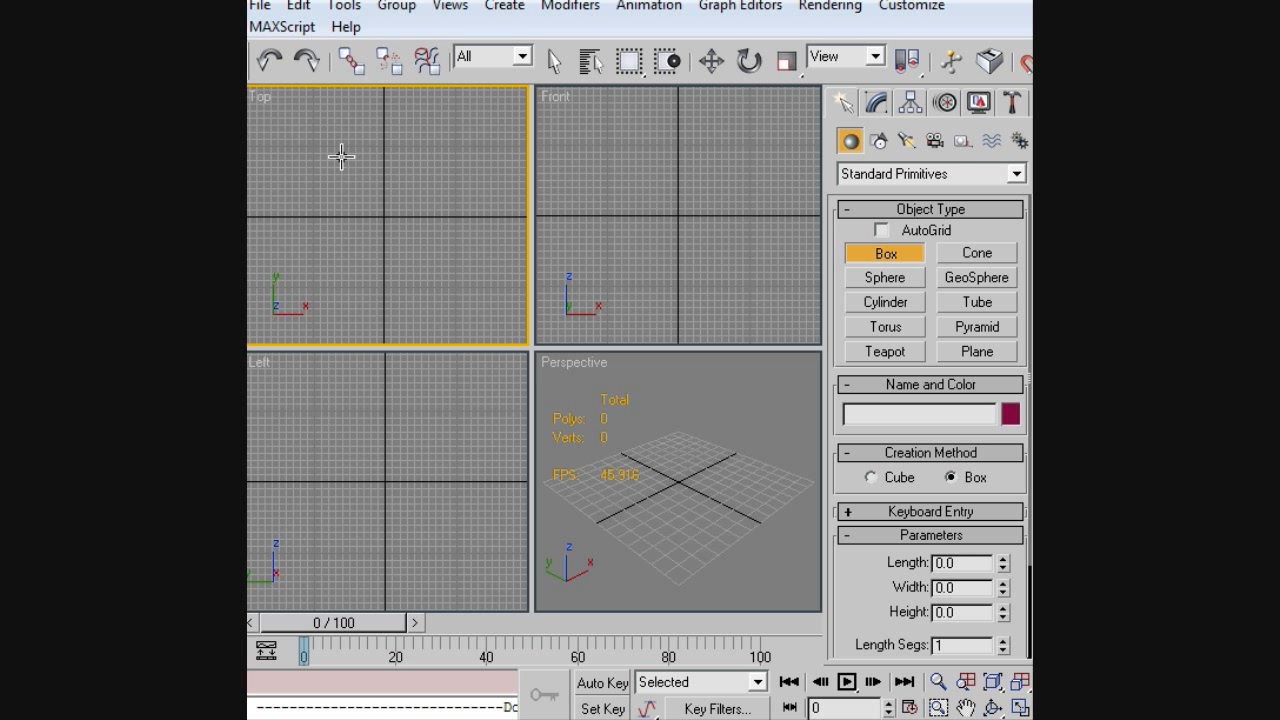 File Edit Tools Group Views Create Modifiers Animation Graph Editors Rendering Customize
MAXScript Help
All View
Top Front
Standard Primitives
- Object Type
AutoGrid
Box Cone
Sphere GeoSphere
Cylinder Tube
Torus Pyramid
Teapot Plane
y x z
z x y
Left Perspective
- Name and Color
Total
Polys: 0
Verts: 0
FPS: 45.916
- Creation Method
Cube Box
+ Keyboard Entry
- Parameters
Length: 0.0
Width: 0.0
Height: 0.0
Length Segs: 1
z x
z y x
< 0 / 100 >
0 20 40 60 80 100
Auto Key Selected
Set Key Key Filters... 0